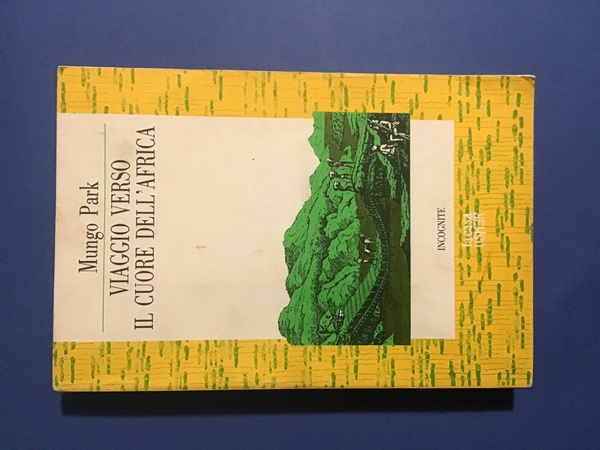 Mungo Park
VIAGGIO VERSO
IL CUORE DELL'AFRICA
INCOGNITE